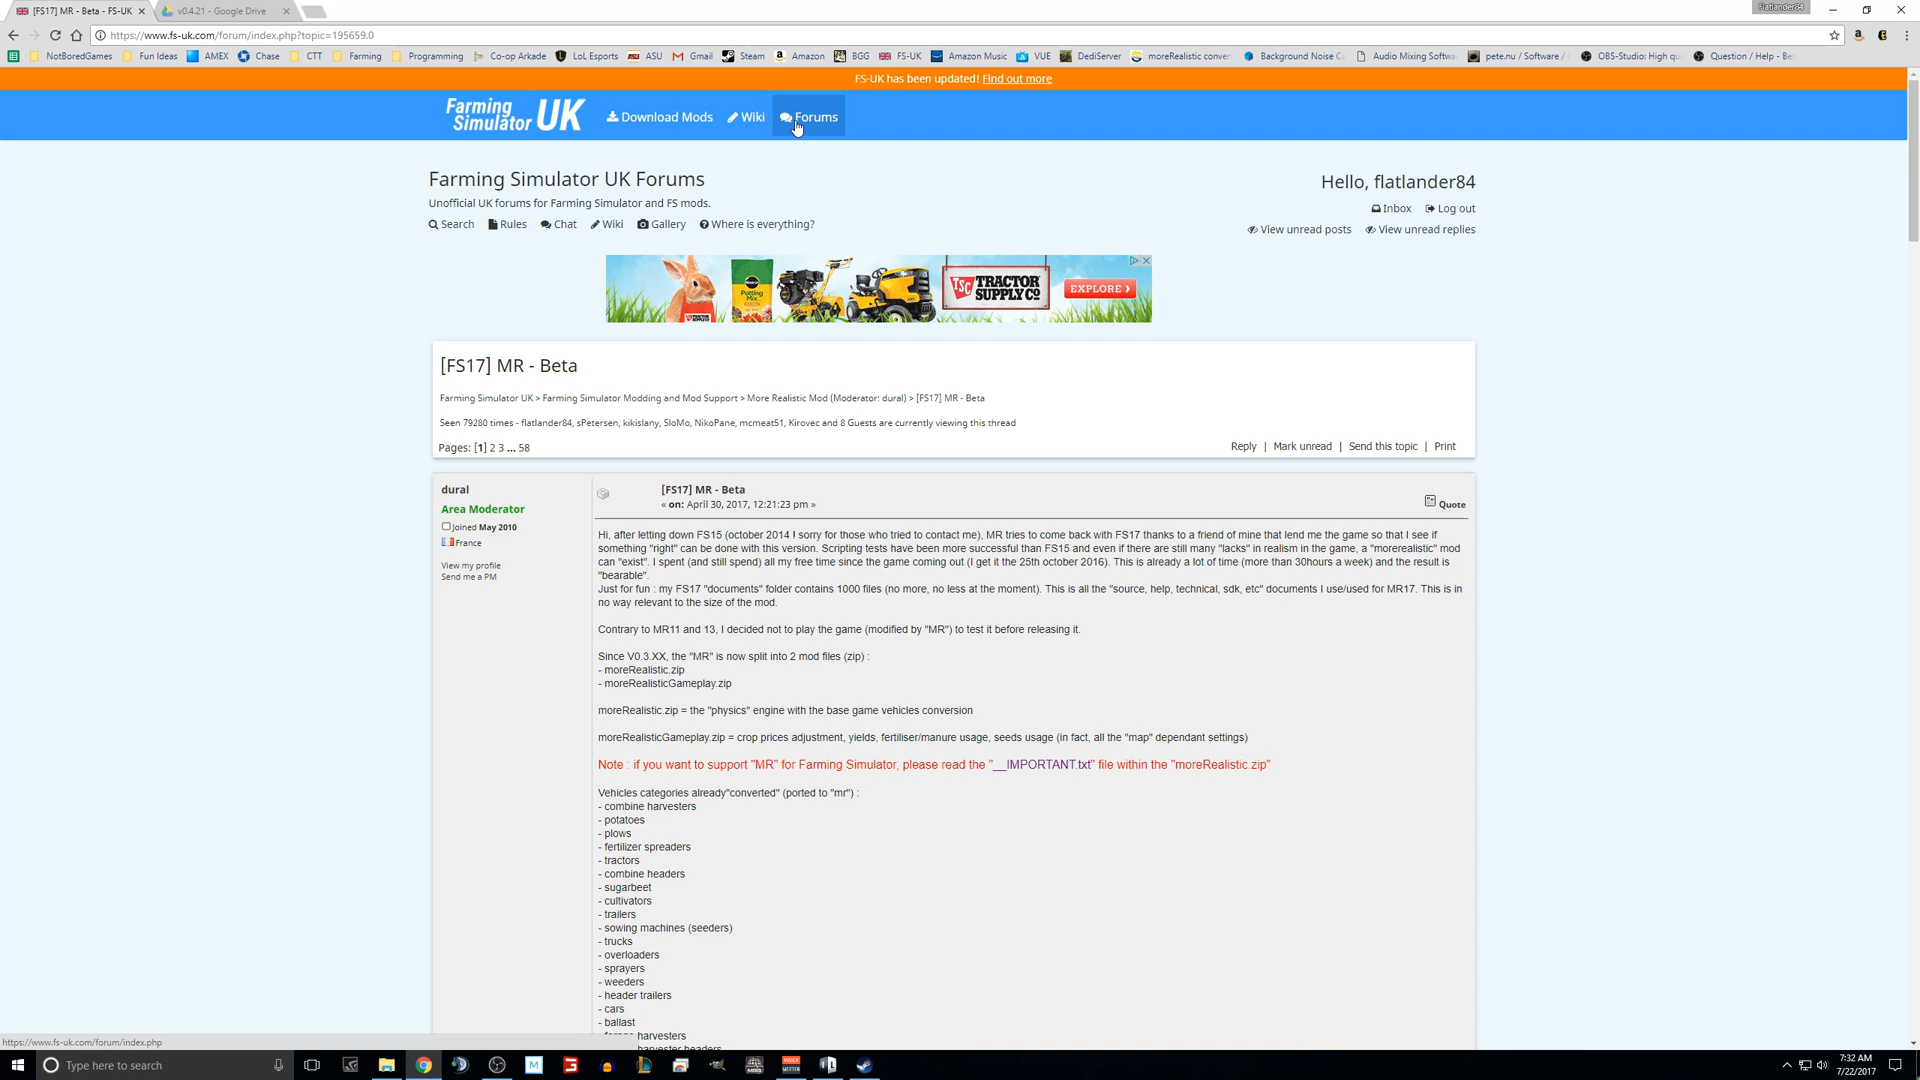 [FS17] MR - Beta - FS-UK
v0.4.21 - Google Drive
flatlander84
https://www.fs-uk.com/forum/index.php?topic=195659.0
NotBoredGames
Fun Ideas
AMEX
Chase
CTT
Farming
Programming
Co-op Arkade
LoL Esports
ASU
Gmail
Steam
Amazon
BGG
FS-UK
Amazon Music
VUE
DediServer
moreRealistic conver
Background Noise C
Audio Mixing Softwa
pete.nu / Software /
OBS-Studio: High qu
Question / Help - Be
FS-UK has been updated! Find out more
Farming Simulator UK
Download Mods
Wiki
Forums
Farming Simulator UK Forums
Hello, flatlander84
Unofficial UK forums for Farming Simulator and FS mods.
Inbox
Log out
Search
Rules
Chat
Wiki
Gallery
Where is everything?
View unread posts
View unread replies
Potting Mix
TSC TRACTOR SUPPLY CO
EXPLORE ›
[FS17] MR - Beta
Farming Simulator UK > Farming Simulator Modding and Mod Support > More Realistic Mod (Moderator: dural) > [FS17] MR - Beta
Seen 79280 times - flatlander84, sPetersen, kikislany, SloMo, NikoPane, mcmeat51, Kirovec and 8 Guests are currently viewing this thread
Pages: [1] 2 3 ... 58
Reply | Mark unread | Send this topic | Print
dural
Area Moderator
Joined May 2010
France
View my profile
Send me a PM
[FS17] MR - Beta
« on: April 30, 2017, 12:21:23 pm »
Quote
Hi, after letting down FS15 (october 2014 ! sorry for those who tried to contact me), MR tries to come back with FS17 thanks to a friend of mine that lend me the game so that I see if
something "right" can be done with this version. Scripting tests have been more successful than FS15 and even if there are still many "lacks" in realism in the game, a "morerealistic" mod
can "exist". I spent (and still spend) all my free time since the game coming out (I get it the 25th october 2016). This is already a lot of time (more than 30hours a week) and the result is
"bearable".
Just for fun : my FS17 "documents" folder contains 1000 files (no more, no less at the moment). This is all the "source, help, technical, sdk, etc" documents I use/used for MR17. This is in
no way relevant to the size of the mod.
Contrary to MR11 and 13, I decided not to play the game (modified by "MR") to test it before releasing it.
Since V0.3.XX, the "MR" is now split into 2 mod files (zip) :
- moreRealistic.zip
- moreRealisticGameplay.zip
moreRealistic.zip = the "physics" engine with the base game vehicles conversion
moreRealisticGameplay.zip = crop prices adjustment, yields, fertiliser/manure usage, seeds usage (in fact, all the "map" dependant settings)
Note : if you want to support "MR" for Farming Simulator, please read the "__IMPORTANT.txt" file within the "moreRealistic.zip"
Vehicles categories already"converted" (ported to "mr") :
- combine harvesters
- potatoes
- plows
- fertilizer spreaders
- tractors
- combine headers
- sugarbeet
- cultivators
- trailers
- sowing machines (seeders)
- trucks
- overloaders
- sprayers
- weeders
- header trailers
- cars
- ballast
- forage harvesters
harvester headers
https://www.fs-uk.com/forum/index.php
Type here to search
7:32 AM
7/22/2017